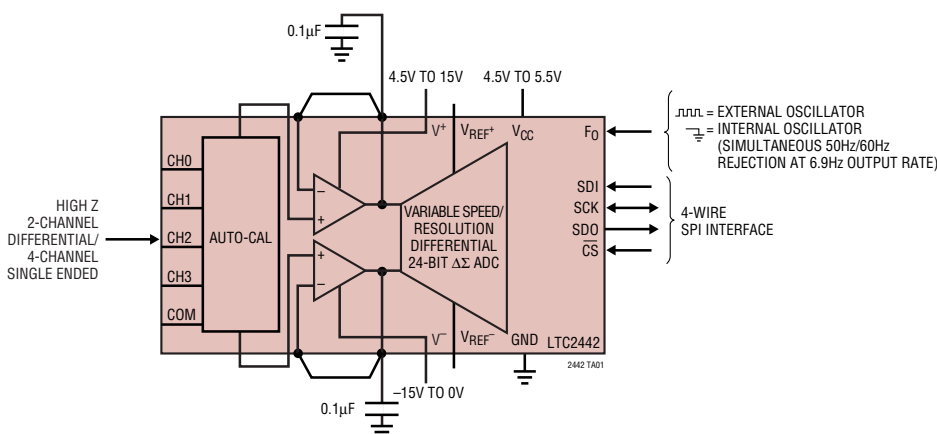 0.1µF
4.5V TO 15V
4.5V TO 5.5V
V+
VREF+
VCC
FO
= EXTERNAL OSCILLATOR
= INTERNAL OSCILLATOR
(SIMULTANEOUS 50Hz/60Hz
REJECTION AT 6.9Hz OUTPUT RATE)
HIGH Z
2-CHANNEL
DIFFERENTIAL/
4-CHANNEL
SINGLE ENDED
CH0
CH1
CH2
CH3
COM
AUTO-CAL
–
+
+
–
VARIABLE SPEED/
RESOLUTION
DIFFERENTIAL
24-BIT ΔΣ ADC
SDI
SCK
SDO
CS
4-WIRE
SPI INTERFACE
V–
VREF–
GND
LTC2442
2442 TA01
–15V TO 0V
0.1µF